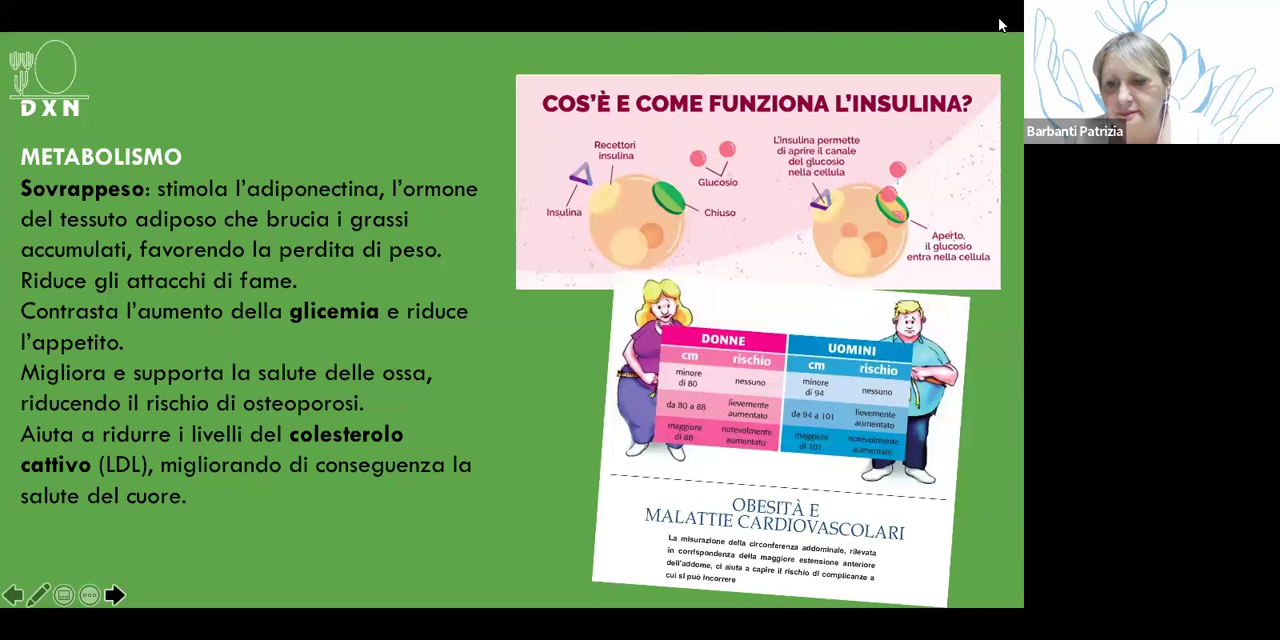 DXN
METABOLISMO
Sovrappeso: stimola l'adiponectina, l'ormone
del tessuto adiposo che brucia i grassi
accumulati, favorendo la perdita di peso.
Riduce gli attacchi di fame.
Contrasta l'aumento della glicemia e riduce
l'appetito.
Migliora e supporta la salute delle ossa,
riducendo il rischio di osteoporosi.
Aiuta a ridurre i livelli del colesterolo
cattivo (LDL), migliorando di conseguenza la
salute del cuore.
COS'È E COME FUNZIONA L'INSULINA?
Recettori
insulina
Insulina
Glucosio
Chiuso
L'insulina permette
di aprire il canale
del glucosio
nella cellula
Aperto,
il glucosio
entra nella cellula
DONNE
cm rischio
minore
di 80
nessuno
da 80 a 88
lievemente
aumentato
maggiore
di 88
notevolmente
aumentato
UOMINI
cm rischio
minore
di 94
nessuno
da 94 a 101
lievemente
aumentato
maggiore
di 101
notevolmente
aumentato
OBESITÀ E
MALATTIE CARDIOVASCOLARI
La misurazione della circonferenza addominale, rilevata
in corrispondenza della maggiore estensione anteriore
dell'addome, ci aiuta a capire il rischio di complicanze a
cui si può incorrere
Barbanti Patrizia